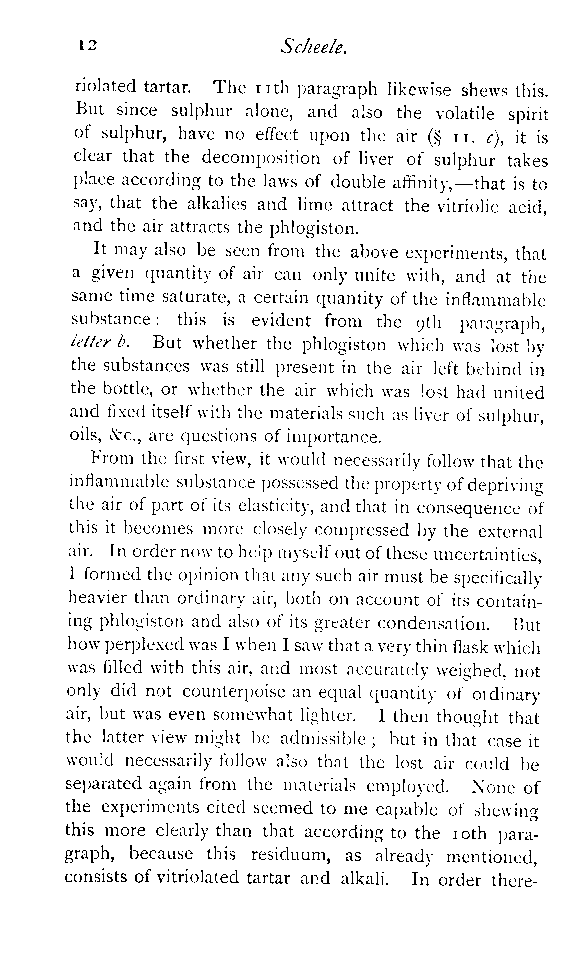 12 Scheele.
riolated tartar. The 11th paragraph likewise shews this.
But since sulphur alone, and also the volatile spirit
of sulphur, have no effect upon the air (§ 11. c), it is
clear that the decomposition of liver of sulphur takes
place according to the laws of double affinity,—that is to
say, that the alkalies and lime attract the vitriolic acid,
and the air attracts the phlogiston.
It may also be seen from the above experiments, that
a given quantity of air can only unite with, and at the
same time saturate, a certain quantity of the inflammable
substance: this is evident from the 9th paragraph,
letter b. But whether the phlogiston which was lost by
the substances was still present in the air left behind in
the bottle, or whether the air which was lost had united
and fixed itself with the materials such as liver of sulphur,
oils, &c., are questions of importance.
From the first view, it would necessarily follow that the
inflammable substance possessed the property of depriving
the air of part of its elasticity, and that in consequence of
this it becomes more closely compressed by the external
air. In order now to help myself out of these uncertainties,
I formed the opinion that any such air must be specifically
heavier than ordinary air, both on account of its contain-
ing phlogiston and also of its greater condensation. But
how perplexed was I when I saw that a very thin flask which
was filled with this air, and most accurately weighed, not
only did not counterpoise an equal quantity of ordinary
air, but was even somewhat lighter. I then thought that
the latter view might be admissible; but in that case it
would necessarily follow also that the lost air could be
separated again from the materials employed. None of
the experiments cited seemed to me capable of shewing
this more clearly than that according to the 10th para-
graph, because this residuum, as already mentioned,
consists of vitriolated tartar and alkali. In order there-